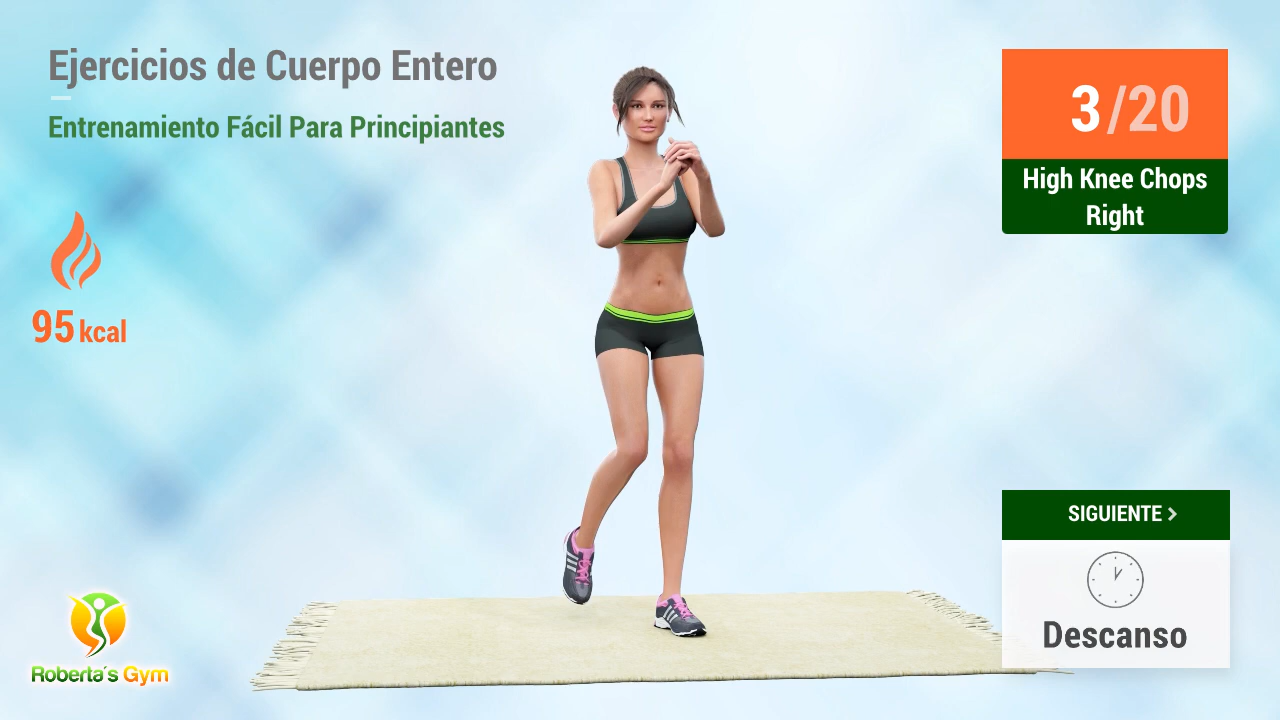 Ejercicios de Cuerpo Entero
Entrenamiento Fácil Para Principiantes
3/20
High Knee Chops
Right
95 kcal
SIGUIENTE >
Descanso
Roberta´s Gym